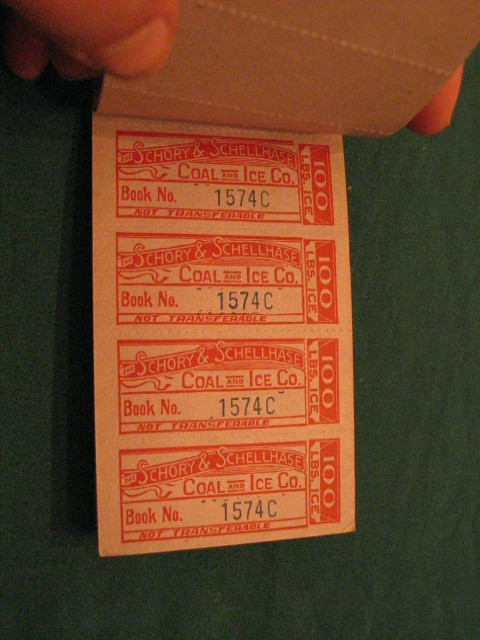 THE SCHORY & SCHELLHASE
COAL AND ICE CO.
Book No. 1574C
NOT TRANSFERABLE
100 LBS. ICE
THE SCHORY & SCHELLHASE
COAL AND ICE CO.
Book No. 1574C
NOT TRANSFERABLE
100 LBS. ICE
THE SCHORY & SCHELLHASE
COAL AND ICE CO.
Book No. 1574C
NOT TRANSFERABLE
100 LBS. ICE
THE SCHORY & SCHELLHASE
COAL AND ICE CO.
Book No. 1574C
NOT TRANSFERABLE
100 LBS. ICE